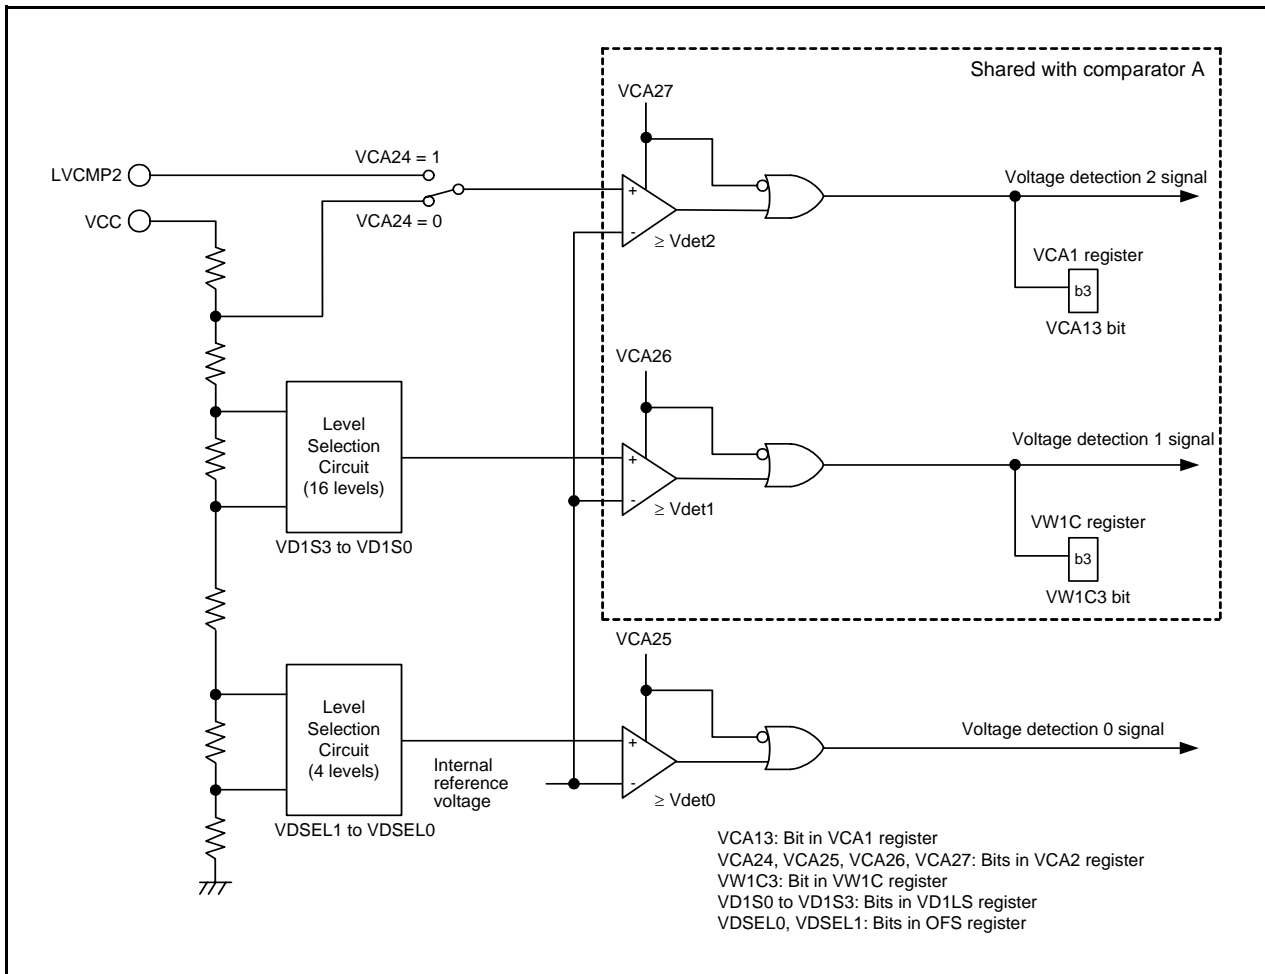 Shared with comparator A
VCA27
VCA24 = 1
LVCMP2
VCC
VCA24 = 0
+
-
≥ Vdet2
Voltage detection 2 signal
VCA1 register
b3
VCA13 bit
VCA26
Level
Selection
Circuit
(16 levels)
VD1S3 to VD1S0
+
-
≥ Vdet1
Voltage detection 1 signal
VW1C register
b3
VW1C3 bit
VCA25
Level
Selection
Circuit
(4 levels)
VDSEL1 to VDSEL0
Internal
reference
voltage
+
-
≥ Vdet0
Voltage detection 0 signal
VCA13: Bit in VCA1 register
VCA24, VCA25, VCA26, VCA27: Bits in VCA2 register
VW1C3: Bit in VW1C register
VD1S0 to VD1S3: Bits in VD1LS register
VDSEL0, VDSEL1: Bits in OFS register